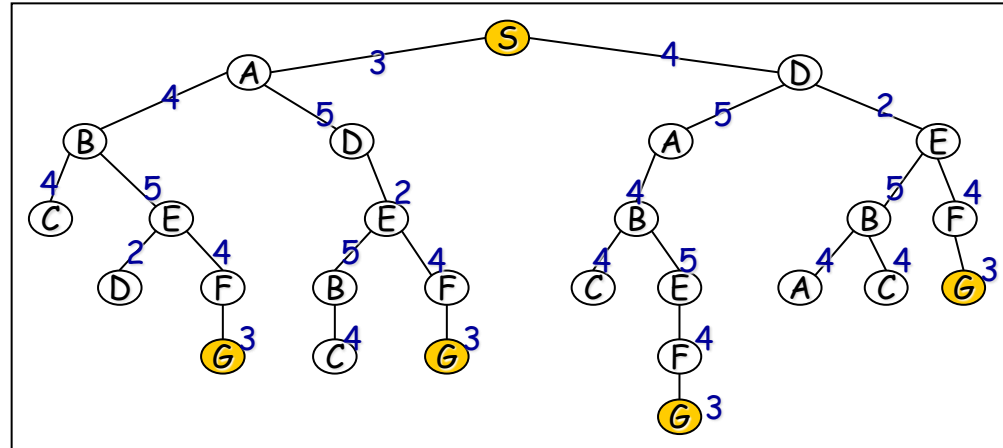 S
3 4
A D
4 5 5 2
B D A E
4 5 2 4 5 4
C E E B F
2 4 5 4 4 5 4 4 3
D F B F C E A C G
3 4 3 4
G C G F
G 3